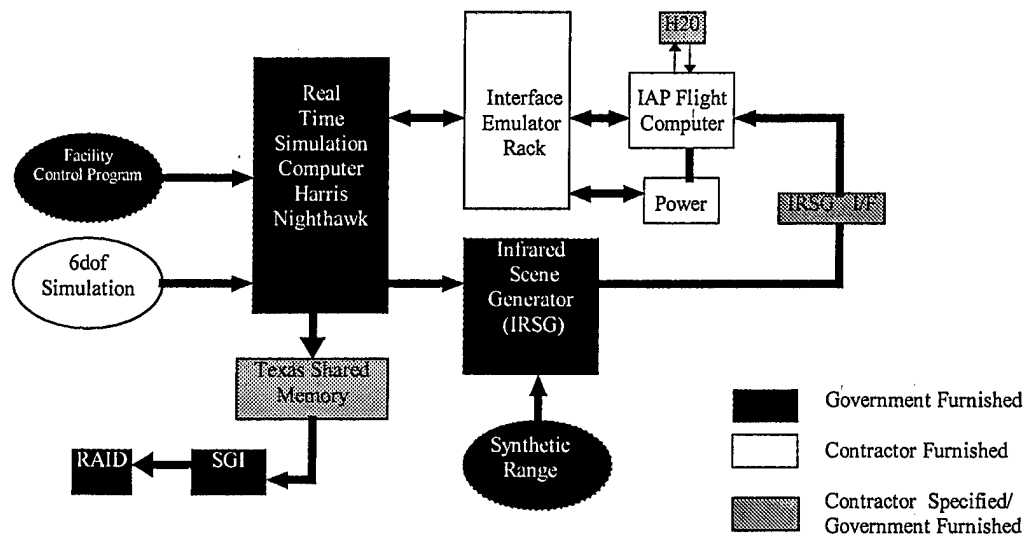 H20
Real
Time
Simulation
Computer
Harris
Nighthawk
Interface
Emulator
Rack
IAP Flight
Computer
Facility
Control Program
Power
IRSG I/F
6dof
Simulation
Infrared
Scene
Generator
(IRSG)
Texas Shared
Memory
Government Furnished
RAID
SGI
Synthetic
Range
Contractor Furnished
Contractor Specified/
Government Furnished